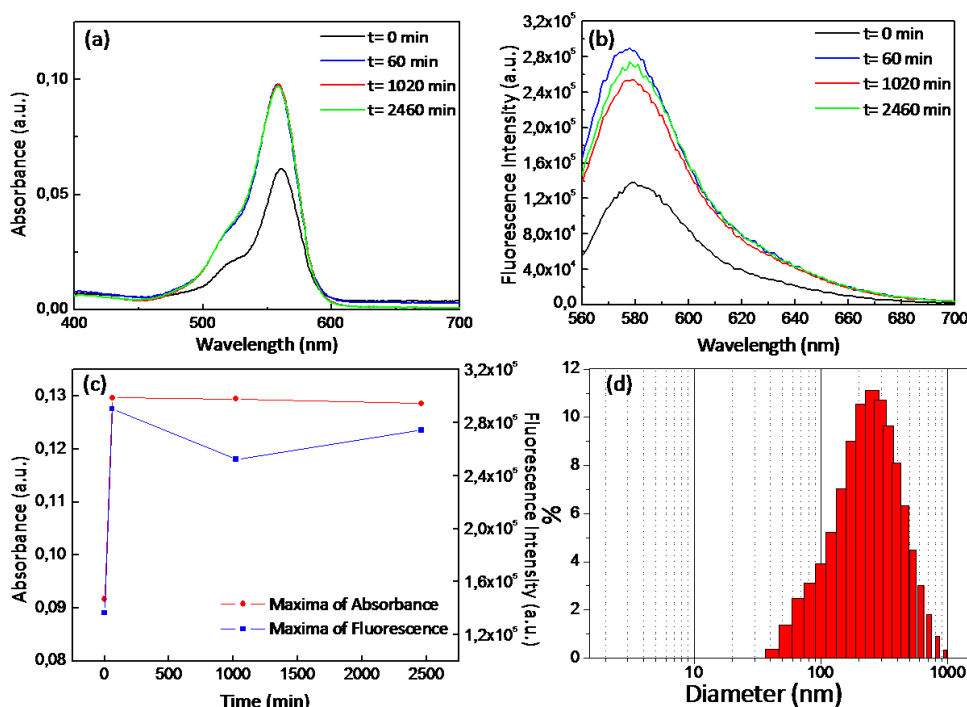 (a)
t= 0 min
t= 60 min
t= 1020 min
t= 2460 min
0,10
0,05
0,00
Absorbance (a.u.)
400
500
600
700
Wavelength (nm)
(b)
t= 0 min
t= 60 min
t= 1020 min
t= 2460 min
3,2x10⁵
2,8x10⁵
2,4x10⁵
2,0x10⁵
1,6x10⁵
1,2x10⁵
8,0x10⁴
4,0x10⁴
0,0
Fluorescence Intensity (a.u.)
560
580
600
620
640
660
680
700
Wavelength (nm)
(c)
0,13
0,12
0,11
0,10
0,09
0,08
Absorbance (a.u.)
3,2x10⁵
2,8x10⁵
2,4x10⁵
2,0x10⁵
1,6x10⁵
1,2x10⁵
Fluorescence Intensity (a.u.)
Maxima of Absorbance
Maxima of Fluorescence
0
500
1000
1500
2000
2500
Time (min)
(d)
12
10
8
6
4
2
0
%
10
100
1000
Diameter (nm)